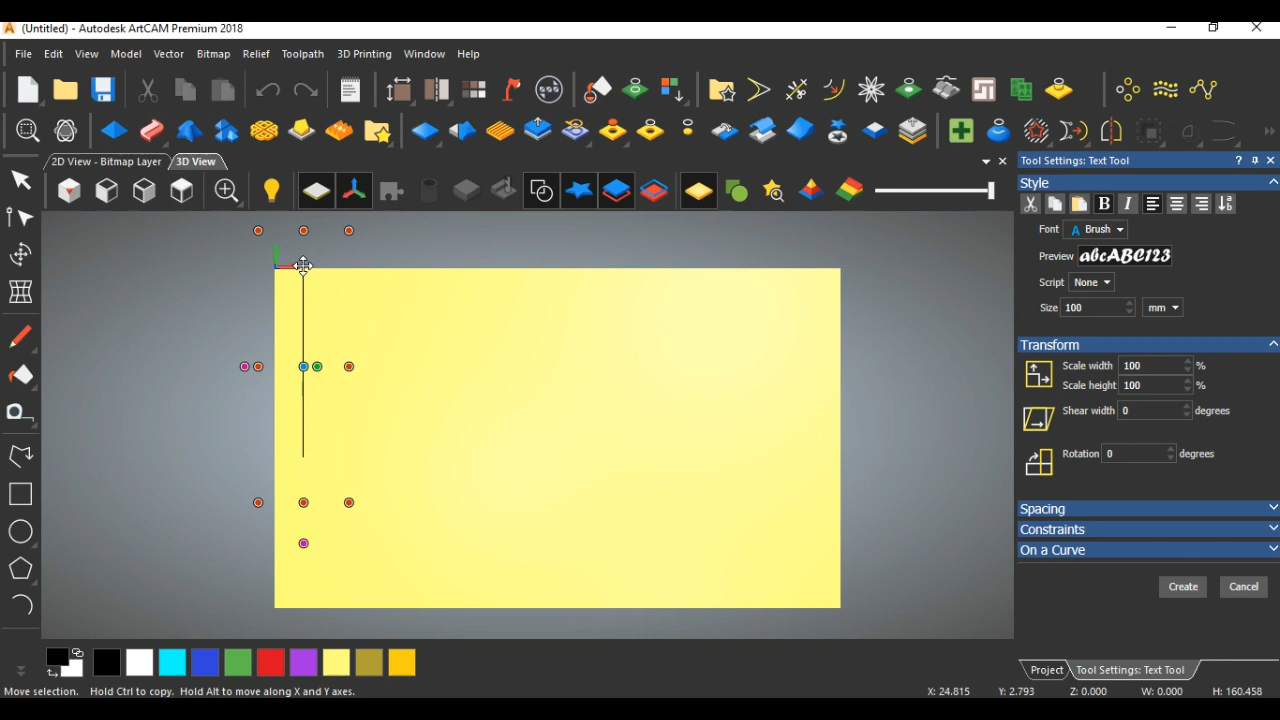 (Untitled) - Autodesk ArtCAM Premium 2018
File Edit View Model Vector Bitmap Relief Toolpath 3D Printing Window Help
2D View - Bitmap Layer 3D View
Tool Settings: Text Tool
Style
B I
Font A Brush
Preview abcABC123
Script None
Size 100 mm
Transform
Scale width 100 %
Scale height 100 %
Shear width 0 degrees
Rotation 0 degrees
Spacing
Constraints
On a Curve
Create Cancel
Project Tool Settings: Text Tool
Move selection. Hold Ctrl to copy. Hold Alt to move along X and Y axes. X: 24.815 Y: 2.793 Z: 0.000 W: 0.000 H: 160.458